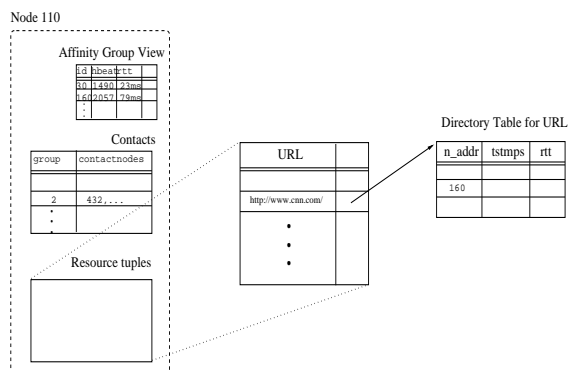 Node 110
Affinity Group View
id hbeat rtt
30 1490 23ms
160 2057 79ms
Contacts
group contactnodes
2 432,...
Resource tuples
URL
http://www.cnn.com/
Directory Table for URL
n_addr tstmps rtt
160